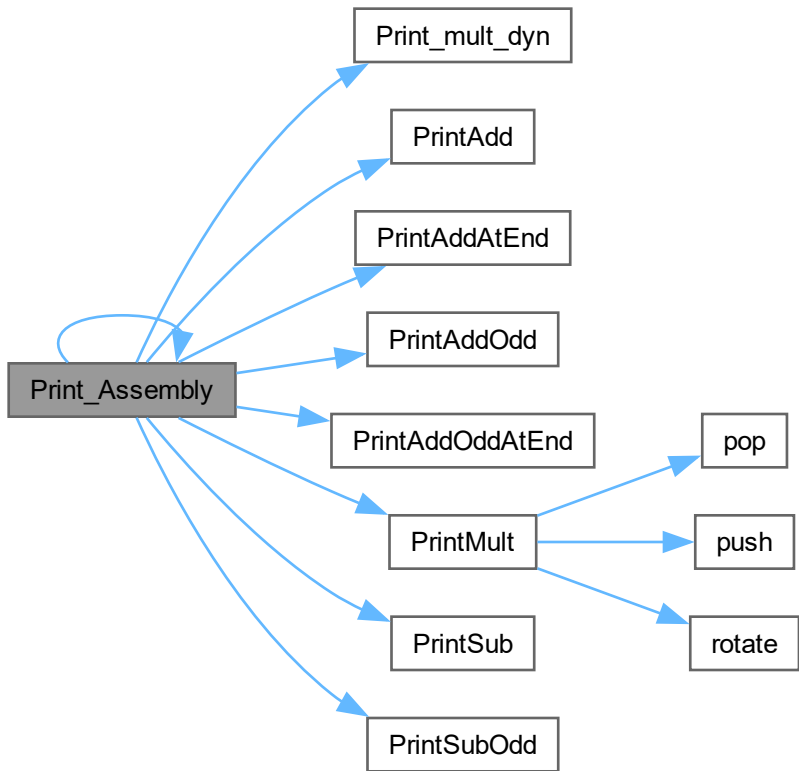 Print_mult_dyn
PrintAdd
PrintAddAtEnd
PrintAddOdd
Print_Assembly
PrintAddOddAtEnd
pop
PrintMult
push
PrintSub
rotate
PrintSubOdd